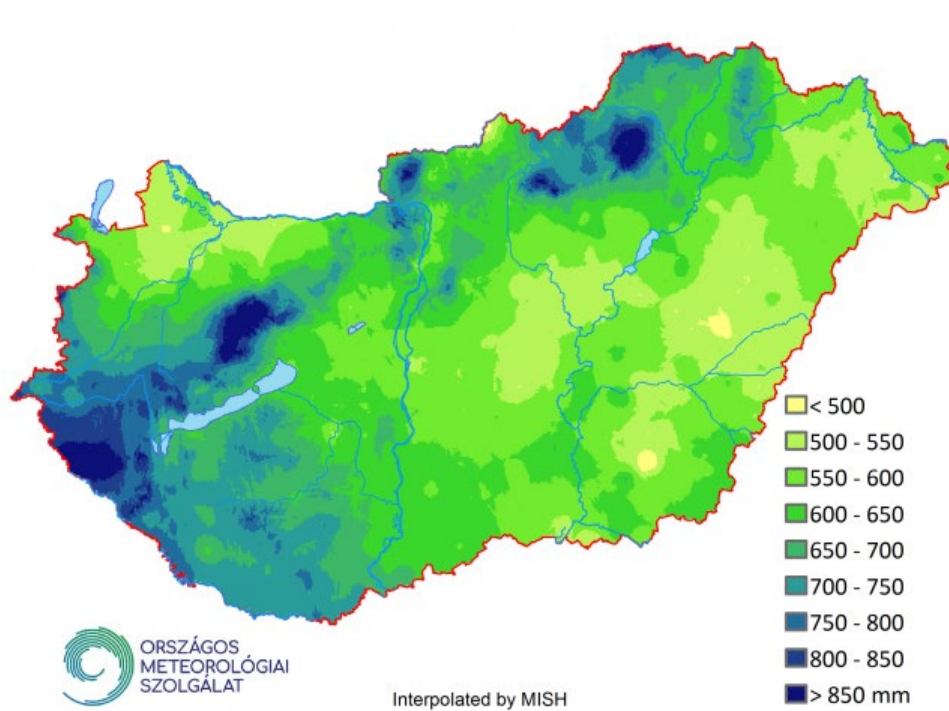 < 500
500 - 550
550 - 600
600 - 650
650 - 700
700 - 750
750 - 800
800 - 850
> 850 mm
ORSZÁGOS
METEOROLÓGIAI
SZOLGÁLAT
Interpolated by MISH